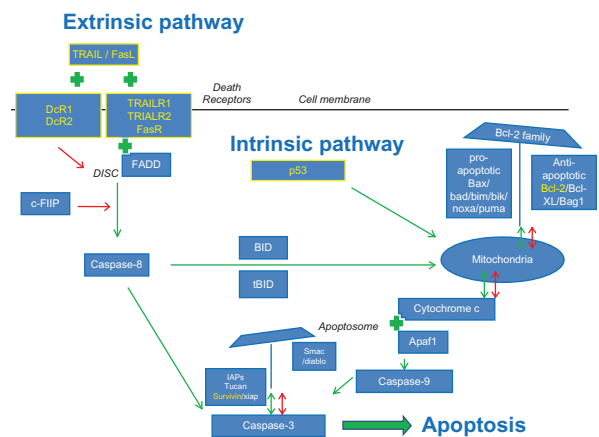 Extrinsic pathway
TRAIL / FasL
DcR1
DcR2
TRAILR1
TRIALR2
FasR
Death
Receptors
Cell membrane
FADD
DISC
c-FIIP
Intrinsic pathway
p53
Bcl-2 family
pro-
apoptotic
Bax/
bad/bim/bik/
noxa/puma
Anti-
apoptotic
Bcl-2/Bcl-
XL/Bag1
Caspase-8
BID
tBID
Mitochondria
Cytochrome c
Apoptosome
Apaf1
Smac
/diablo
Caspase-9
IAPs
Tucan
Survivin/xiap
Caspase-3
Apoptosis